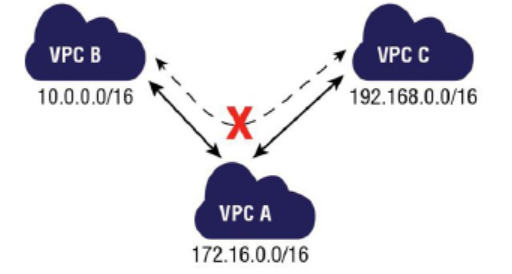 VPC B
10.0.0.0/16
VPC C
192.168.0.0/16
X
VPC A
172.16.0.0/16